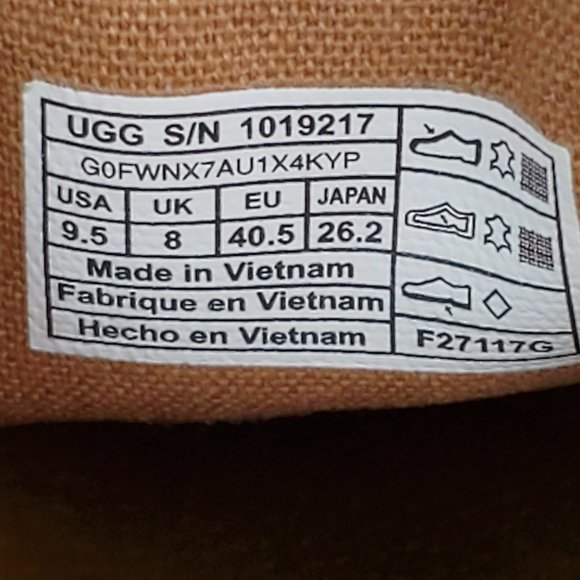 UGG S/N 1019217
G0FWNX7AU1X4KYP
USA UK EU JAPAN
9.5 8 40.5 26.2
Made in Vietnam
Fabrique en Vietnam
Hecho en Vietnam
F27117G